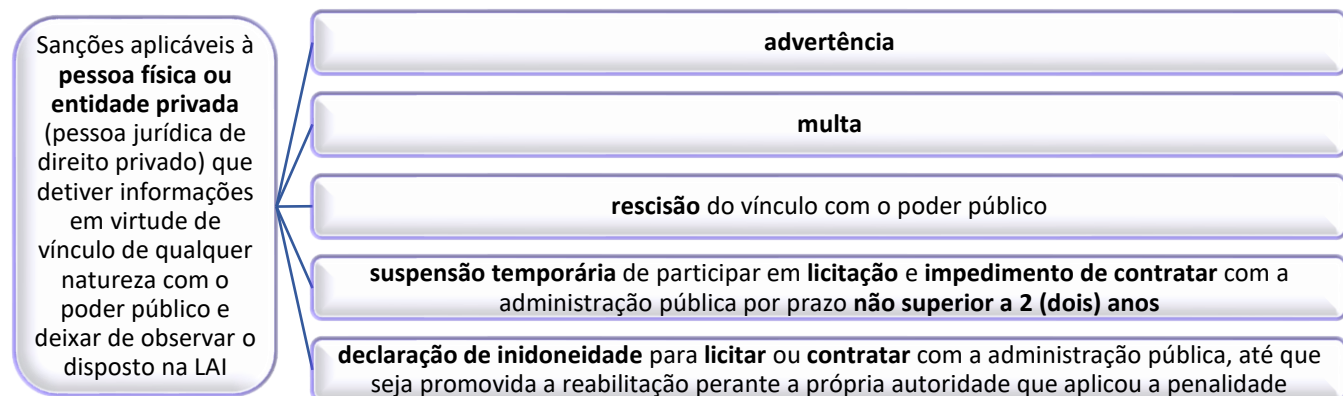 Sanções aplicáveis à
pessoa física ou
entidade privada
(pessoa jurídica de
direito privado) que
detiver informações
em virtude de
vínculo de qualquer
natureza com o
poder público e
deixar de observar o
disposto na LAI
advertência
multa
rescisão do vínculo com o poder público
suspensão temporária de participar em licitação e impedimento de contratar com a
administração pública por prazo não superior a 2 (dois) anos
declaração de inidoneidade para licitar ou contratar com a administração pública, até que
seja promovida a reabilitação perante a própria autoridade que aplicou a penalidade